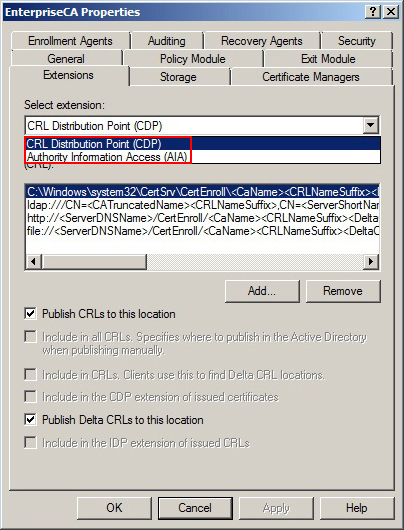 EnterpriseCA Properties
Enrollment Agents Auditing Recovery Agents Security
General Policy Module Exit Module
Extensions Storage Certificate Managers
Select extension:
CRL Distribution Point (CDP)
CRL Distribution Point (CDP)
Authority Information Access (AIA)
(CRL):
C:\Windows\system32\CertSrv\CertEnroll\<CaName><CRLNameSuffix><
ldap:///CN=<CATruncatedName><CRLNameSuffix>,CN=<ServerShortName
http://<ServerDNSName>/CertEnroll/<CaName><CRLNameSuffix><Delta
file://<ServerDNSName>/CertEnroll/<CaName><CRLNameSuffix><DeltaC
Add... Remove
Publish CRLs to this location
Include in all CRLs. Specifies where to publish in the Active Directory
when publishing manually.
Include in CRLs. Clients use this to find Delta CRL locations.
Include in the CDP extension of issued certificates
Publish Delta CRLs to this location
Include in the IDP extension of issued CRLs
OK Cancel Apply Help